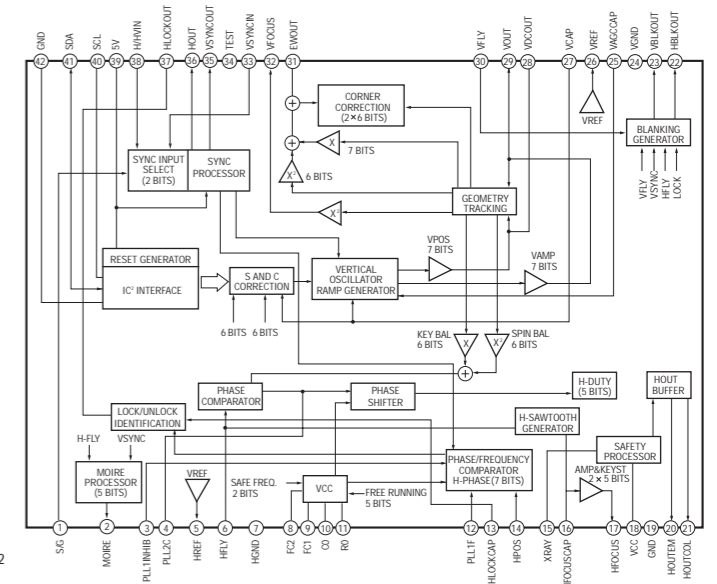 GND
SDA
SCL
5V
H/HVIN
HLOCKOUT
HOUT
VSYNCOUT
TEST
VSYNCIN
VFOCUS
EWOUT
VFLY
VOUT
VDCOUT
VCAP
VREF
VAGCCAP
VGND
VBLKOUT
HBLKOUT
42
41
40
39
38
37
36
35
34
33
32
31
30
29
28
27
26
25
24
23
22
CORNER
CORRECTION
(2×6 BITS)
VREF
BLANKING
GENERATOR
X
7 BITS
X²
6 BITS
SYNC INPUT
SELECT
(2 BITS)
SYNC
PROCESSOR
VFLY
VSYNC
HFLY
LOCK
X²
GEOMETRY
TRACKING
RESET GENERATOR
IC² INTERFACE
S AND C
CORRECTION
6 BITS
6 BITS
VERTICAL
OSCILLATOR
RAMP GENERATOR
VPOS
7 BITS
VAMP
7 BITS
KEY BAL
6 BITS
X
X²
SPIN BAL
6 BITS
PHASE
COMPARATOR
PHASE
SHIFTER
H-DUTY
(5 BITS)
HOUT
BUFFER
LOCK/UNLOCK
IDENTIFICATION
H-SAWTOOTH
GENERATOR
H-FLY
VSYNC
MOIRE
PROCESSOR
(5 BITS)
VREF
SAFE FREQ.
2 BITS
VCC
FREE RUNNING
5 BITS
PHASE/FREQUENCY
COMPARATOR
H-PHASE(7 BITS)
SAFETY
PROCESSOR
AMP&KEYST
2 × 5 BITS
1
2
3
4
5
6
7
8
9
10
11
12
13
14
15
16
17
18
19
20
21
S/G
MOIRE
PLL1INHIB
PLL2C
HREF
HFLY
HGND
FC2
FC1
C0
R0
PLL1F
HLOCKCAP
HPOS
XRAY
HFOCUSCAP
HFOCUS
VCC
GND
HOUTEM
HOUTCOL
2